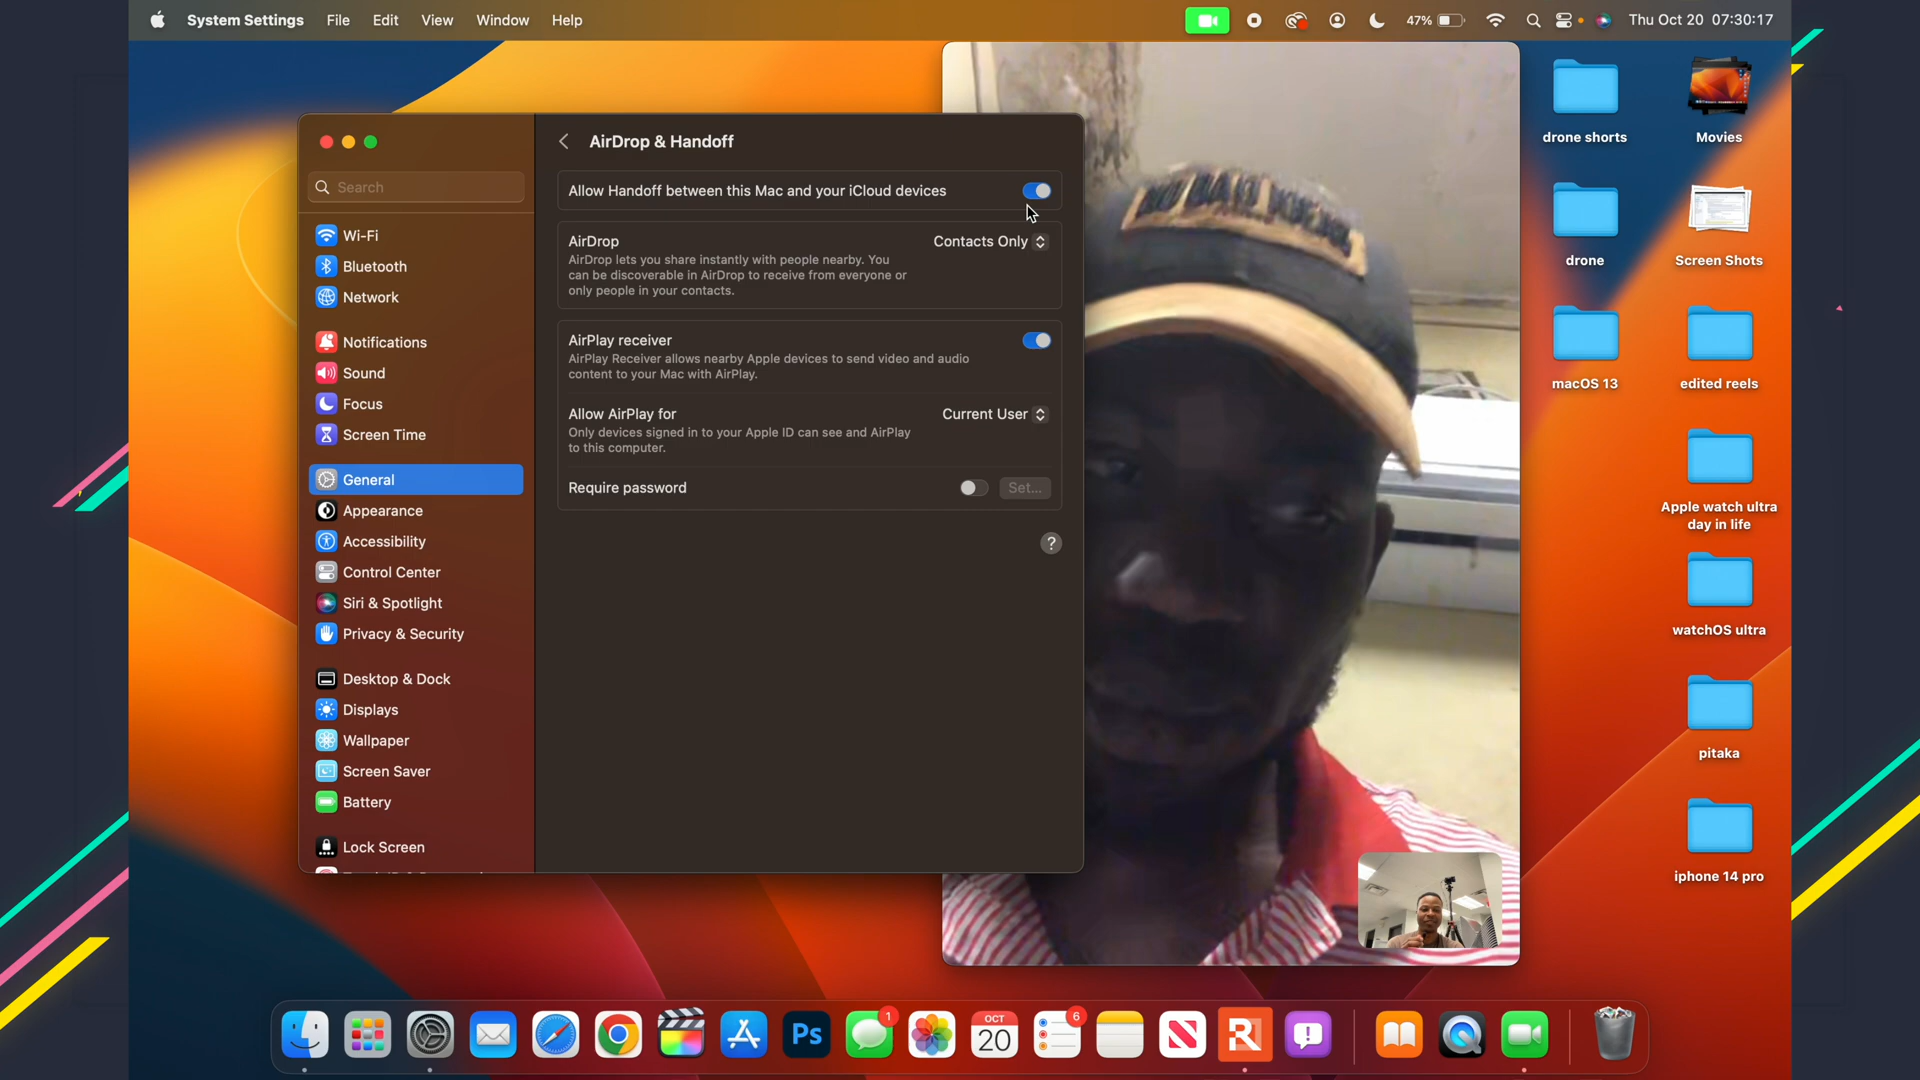 System Settings File Edit View Window Help 47% Thu Oct 20 07:30:17
AirDrop & Handoff
Search
Wi-Fi
Bluetooth
Network
Notifications
Sound
Focus
Screen Time
General
Appearance
Accessibility
Control Center
Siri & Spotlight
Privacy & Security
Desktop & Dock
Displays
Wallpaper
Screen Saver
Battery
Lock Screen
Allow Handoff between this Mac and your iCloud devices
AirDrop Contacts Only
AirDrop lets you share instantly with people nearby. You
can be discoverable in AirDrop to receive from everyone or
only people in your contacts.
AirPlay receiver
AirPlay Receiver allows nearby Apple devices to send video and audio
content to your Mac with AirPlay.
Allow AirPlay for Current User
Only devices signed in to your Apple ID can see and AirPlay
to this computer.
Require password Set...
?
drone shorts
Movies
drone
Screen Shots
macOS 13
edited reels
Apple watch ultra
day in life
watchOS ultra
pitaka
iphone 14 pro
Ps
1
OCT
20
6